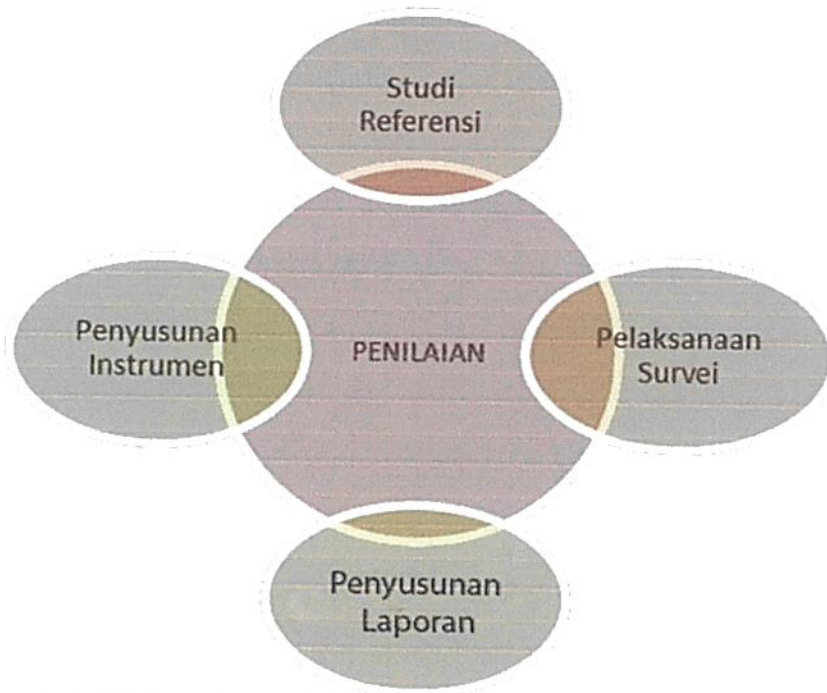 Studi
Referensi
Penyusunan
Instrumen
PENILAIAN
Pelaksanaan
Survei
Penyusunan
Laporan